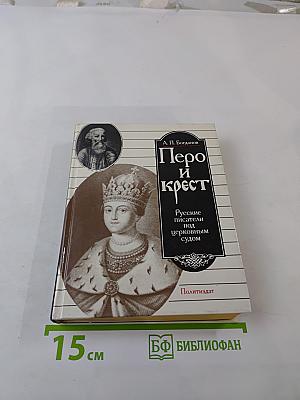 А. П. Богданов
Перо
и
крест
Русские
писатели
под
церковным
судом
Политиздат
15 см
БФ БИБЛИОФАН